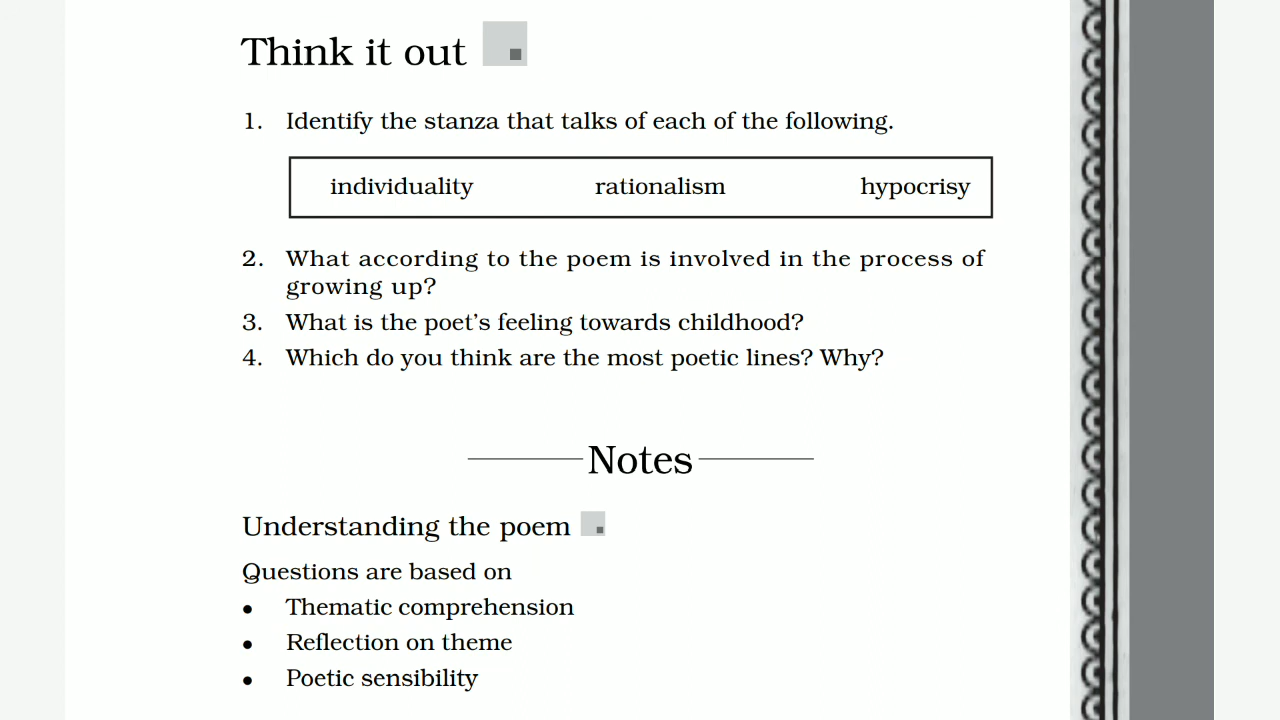 Think it out
1. Identify the stanza that talks of each of the following.
individuality rationalism hypocrisy
2. What according to the poem is involved in the process of
growing up?
3. What is the poet's feeling towards childhood?
4. Which do you think are the most poetic lines? Why?
Notes
Understanding the poem
Questions are based on
• Thematic comprehension
• Reflection on theme
• Poetic sensibility